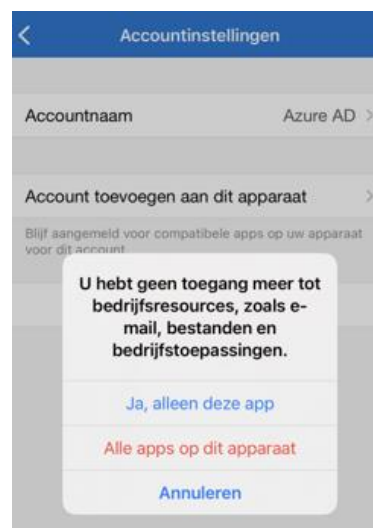 Accountinstellingen
Accountnaam Azure AD
Account toevoegen aan dit apparaat
Blijf aangemeld voor compatibele apps op uw apparaat
voor dit account
U hebt geen toegang meer tot
bedrijfsresources, zoals e-
mail, bestanden en
bedrijfstoepassingen.
Ja, alleen deze app
Alle apps op dit apparaat
Annuleren